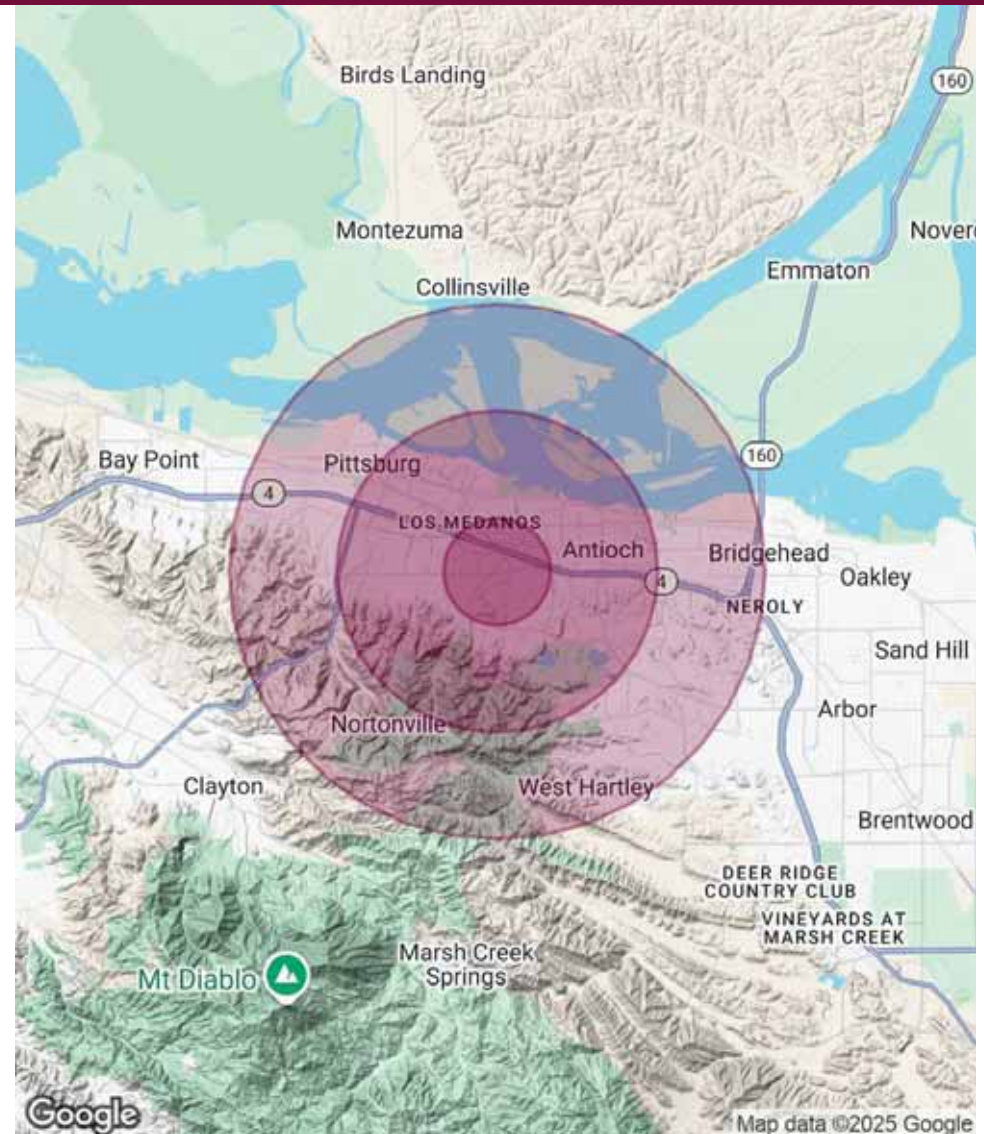 Birds Landing
160
Montezuma
Nover
Emmaton
Collinsville
160
Bay Point
Pittsburg
4
LOS MEDANOS
Antioch
Bridgehead
4
Oakley
NEROLY
Sand Hill
Arbor
Nortonville
Clayton
West Hartley
Brentwood
DEER RIDGE
COUNTRY CLUB
VINEYARDS AT
MARSH CREEK
Marsh Creek
Springs
Mt Diablo
Google
Map data ©2025 Google